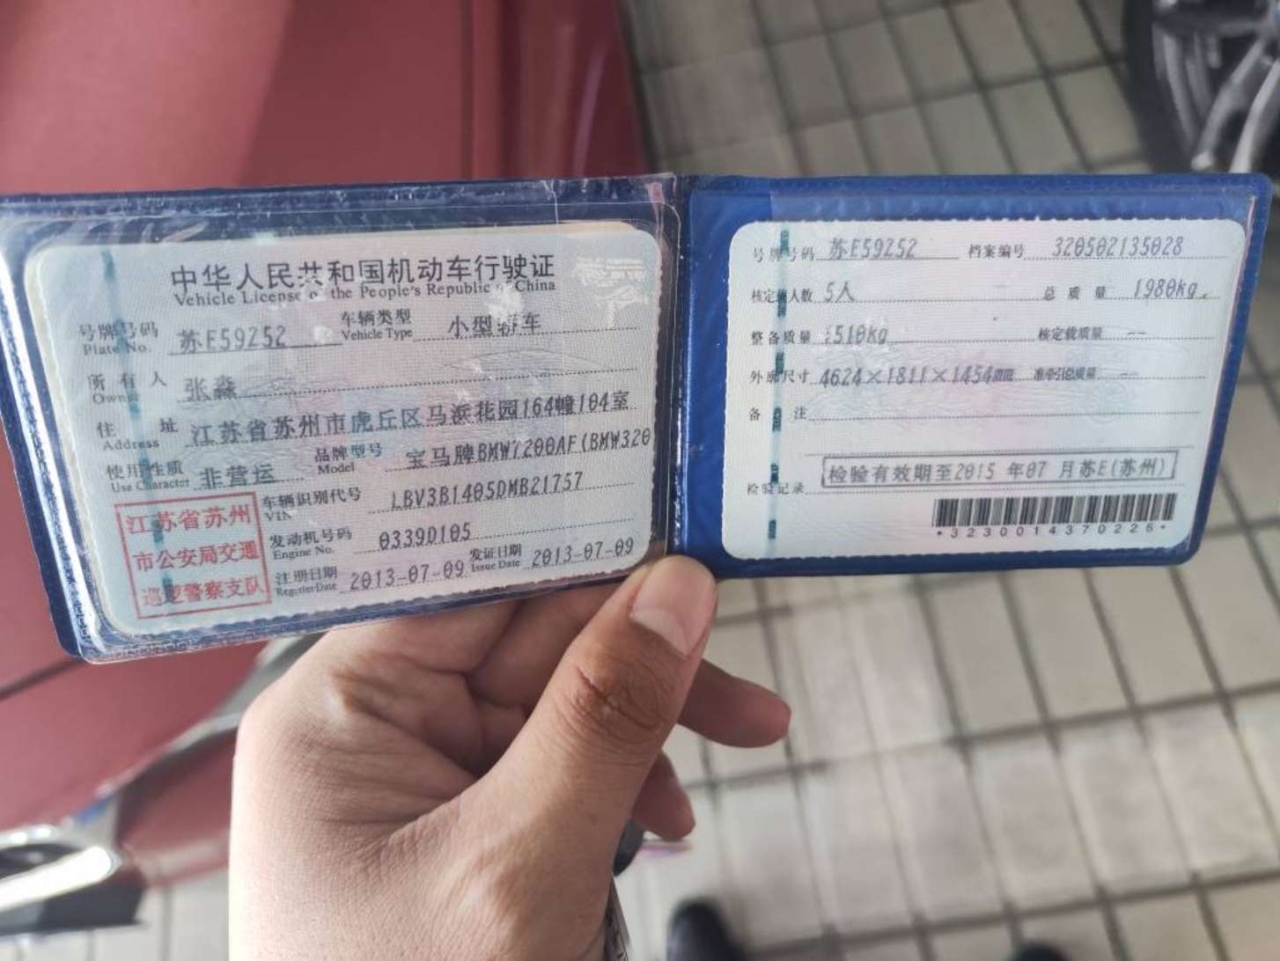 中华人民共和国机动车行驶证
Vehicle License of the People's Republic of China
号牌号码 苏E59Z52 车辆类型 小型轿车
Plate No. Vehicle Type
所有人 张淼
Owner
住址 江苏省苏州市虎丘区马浜花园164幢104室
Address
使用性质 非营运 品牌型号 宝马牌BMW7200AF(BMW320
Use Character Model
车辆识别代号 LBV3B1405DMB21757
VIN
发动机号码 0339D105
Engine No.
注册日期 2013-07-09 发证日期 2013-07-09
Register Date Issue Date
江苏省苏州
市公安局交通
巡逻警察支队
号牌号码 苏E59Z52 档案编号 320502135028
核定载人数 5人 总质量 1980kg
整备质量 1510kg 核定载质量 --
外廓尺寸 4624×1811×1454mm 准牵引总质量 --
备注
检验记录 检验有效期至2015 年07 月苏E(苏州)
*3230014370226*